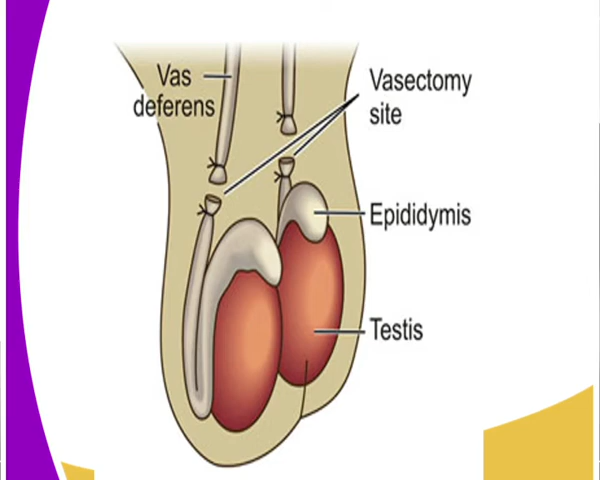 Vas
deferens
Vasectomy
site
Epididymis
Testis